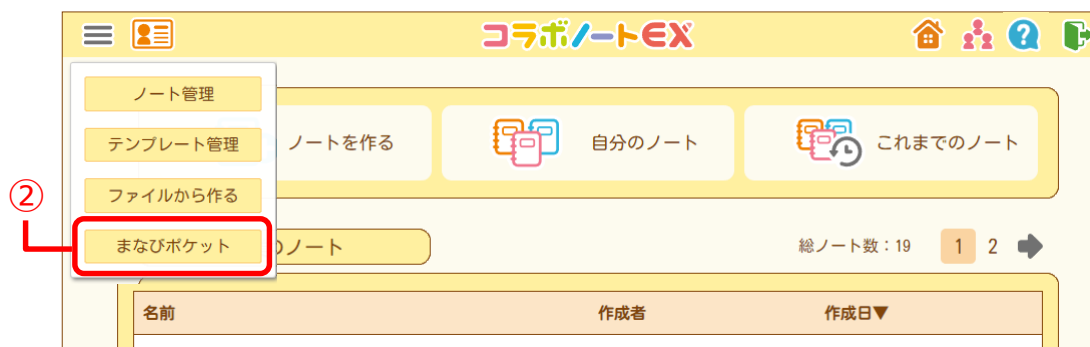 コラボノートEX
?
ノート管理
テンプレート管理
ファイルから作る
まなびポケット
②
ノートを作る
自分のノート
これまでのノート
のノート
総ノート数：19
1 2
名前 作成者 作成日▼